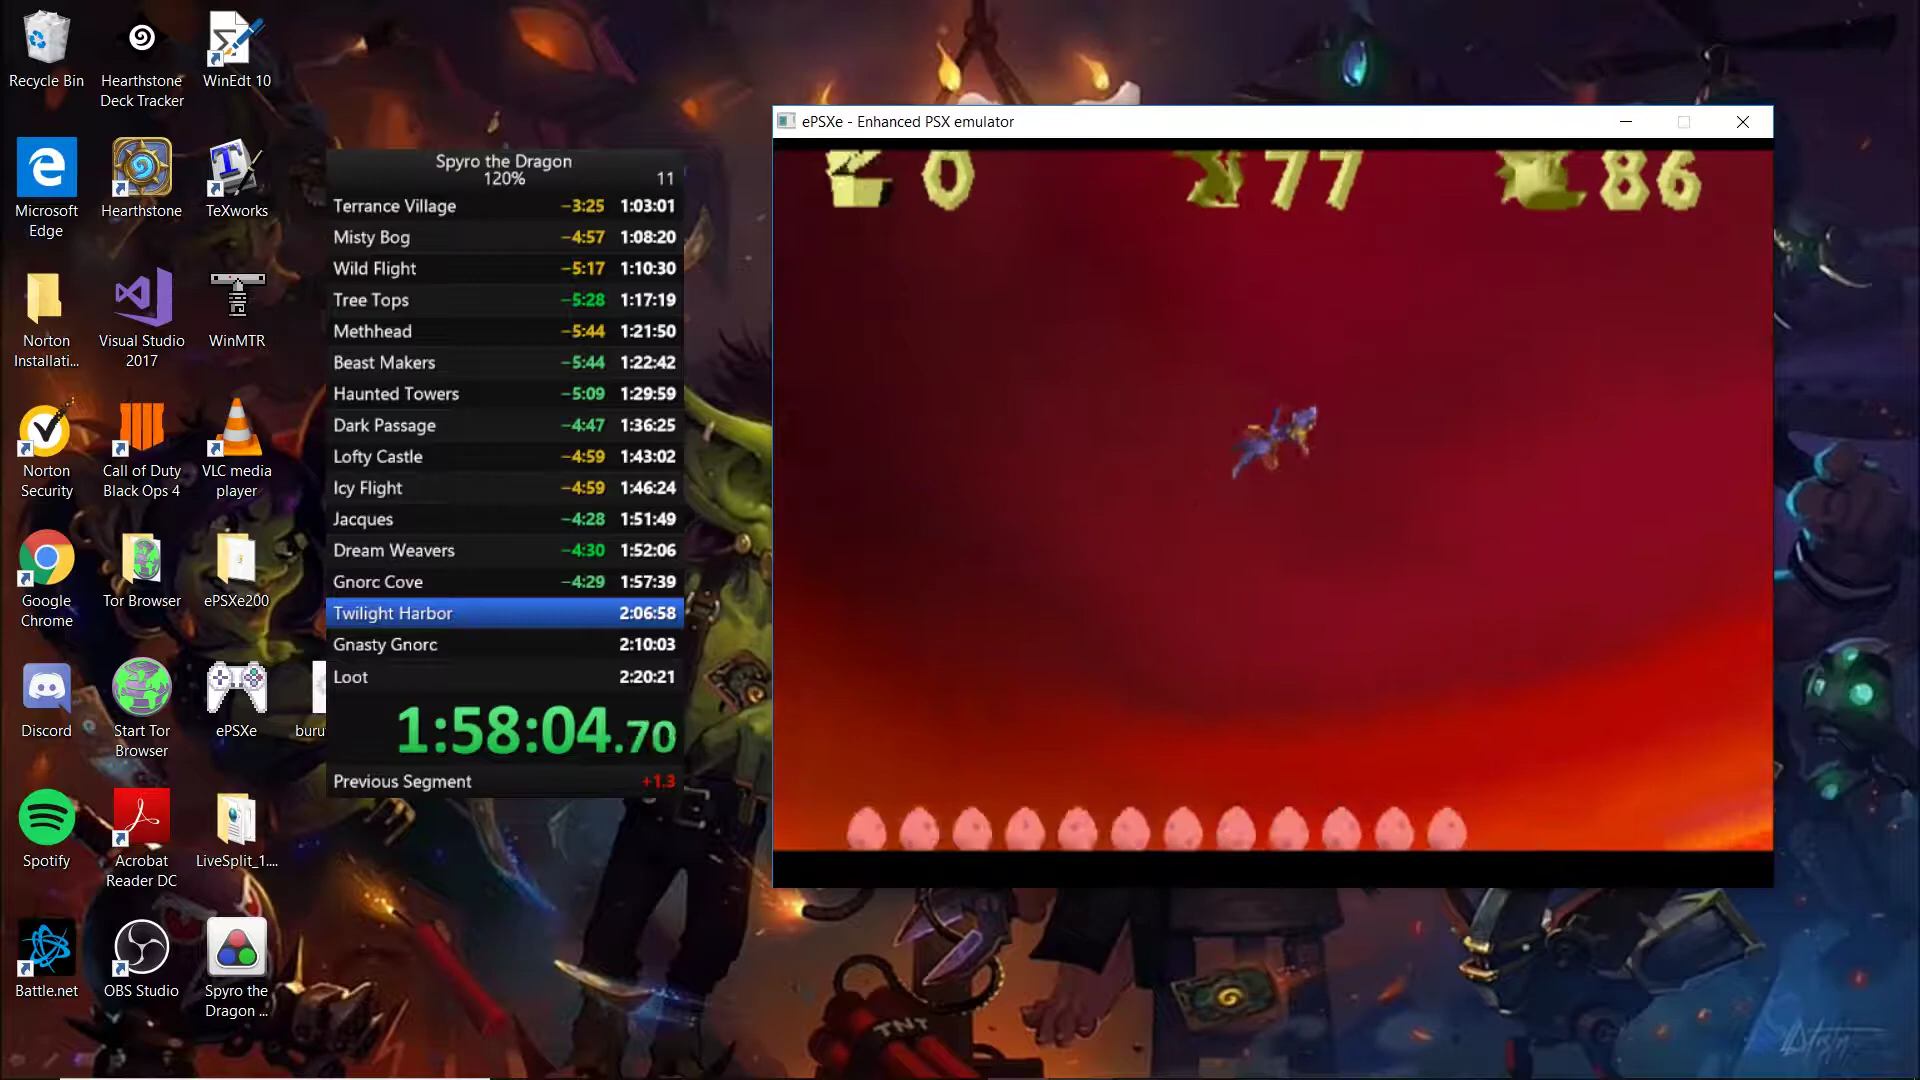 Recycle Bin
Hearthstone
Deck Tracker
WinEdt 10
Microsoft
Edge
Hearthstone
TeXworks
Norton
Installati...
Visual Studio
2017
WinMTR
Norton
Security
Call of Duty
Black Ops 4
VLC media
player
Google
Chrome
Tor Browser
ePSXe200
Discord
Start Tor
Browser
ePSXe
buru
Spotify
Acrobat
Reader DC
LiveSplit_1....
Battle.net
OBS Studio
Spyro the
Dragon ...
Spyro the Dragon
120%
11
Terrance Village −3:25 1:03:01
Misty Bog −4:57 1:08:20
Wild Flight −5:17 1:10:30
Tree Tops −5:28 1:17:19
Methhead −5:44 1:21:50
Beast Makers −5:44 1:22:42
Haunted Towers −5:09 1:29:59
Dark Passage −4:47 1:36:25
Lofty Castle −4:59 1:43:02
Icy Flight −4:59 1:46:24
Jacques −4:28 1:51:49
Dream Weavers −4:30 1:52:06
Gnorc Cove −4:29 1:57:39
Twilight Harbor 2:06:58
Gnasty Gnorc 2:10:03
Loot 2:20:21
1:58:04.70
Previous Segment +1.3
ePSXe - Enhanced PSX emulator
0 77 86
TNT